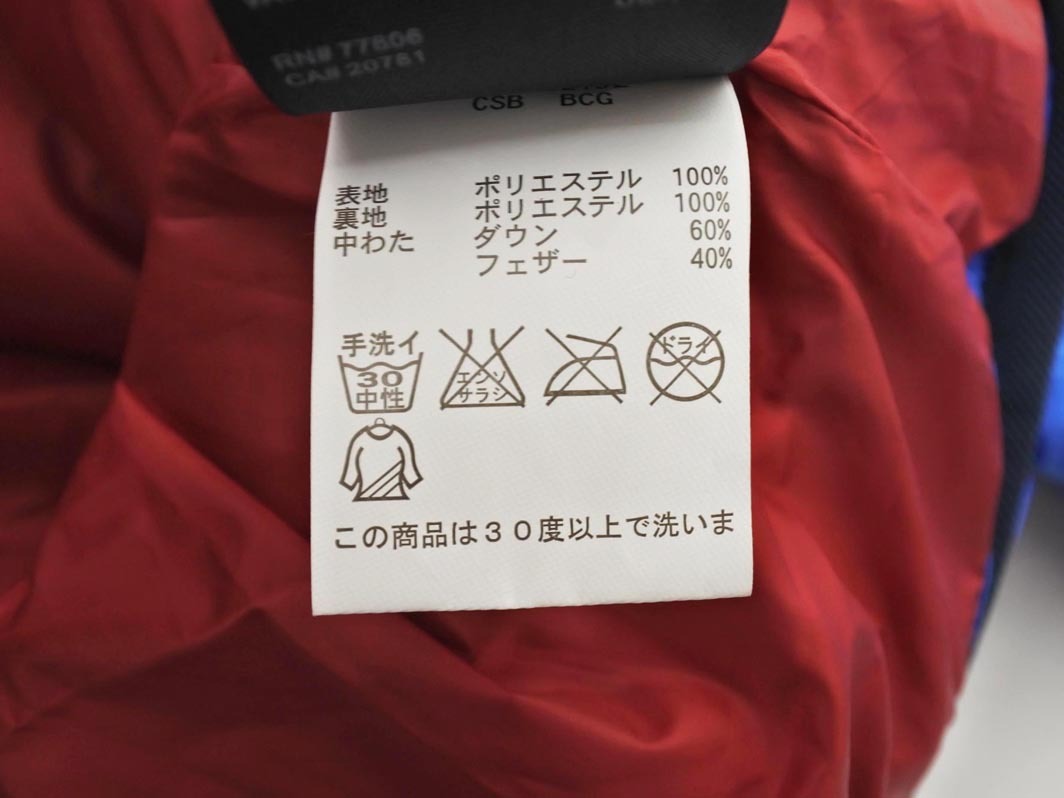 RN# 77806
CA# 20781
CSB BCG
表地 ポリエステル 100%
裏地 ポリエステル 100%
中わた ダウン 60%
フェザー 40%
手洗イ
30
中性
エンソ
サラシ
ドライ
この商品は30度以上で洗いま